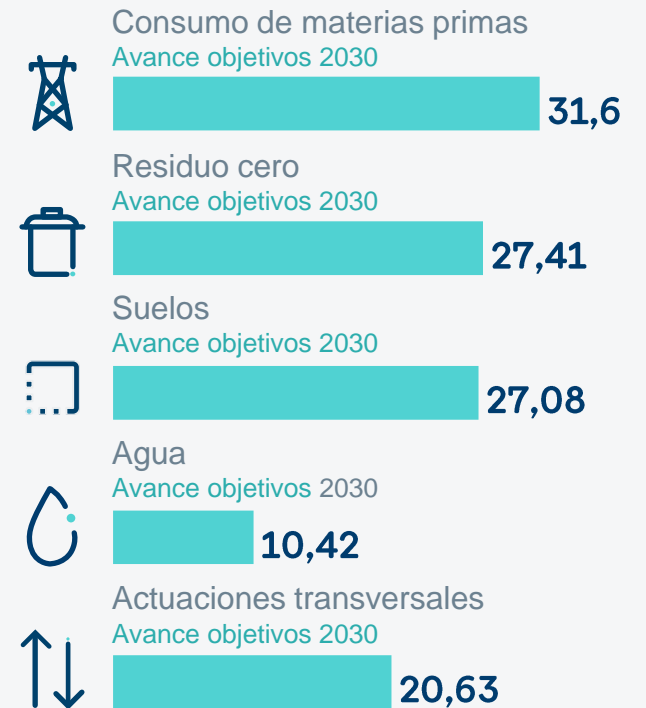 Consumo de materias primas
Avance objetivos 2030
31,6
Residuo cero
Avance objetivos 2030
27,41
Suelos
Avance objetivos 2030
27,08
Agua
Avance objetivos 2030
10,42
Actuaciones transversales
Avance objetivos 2030
20,63